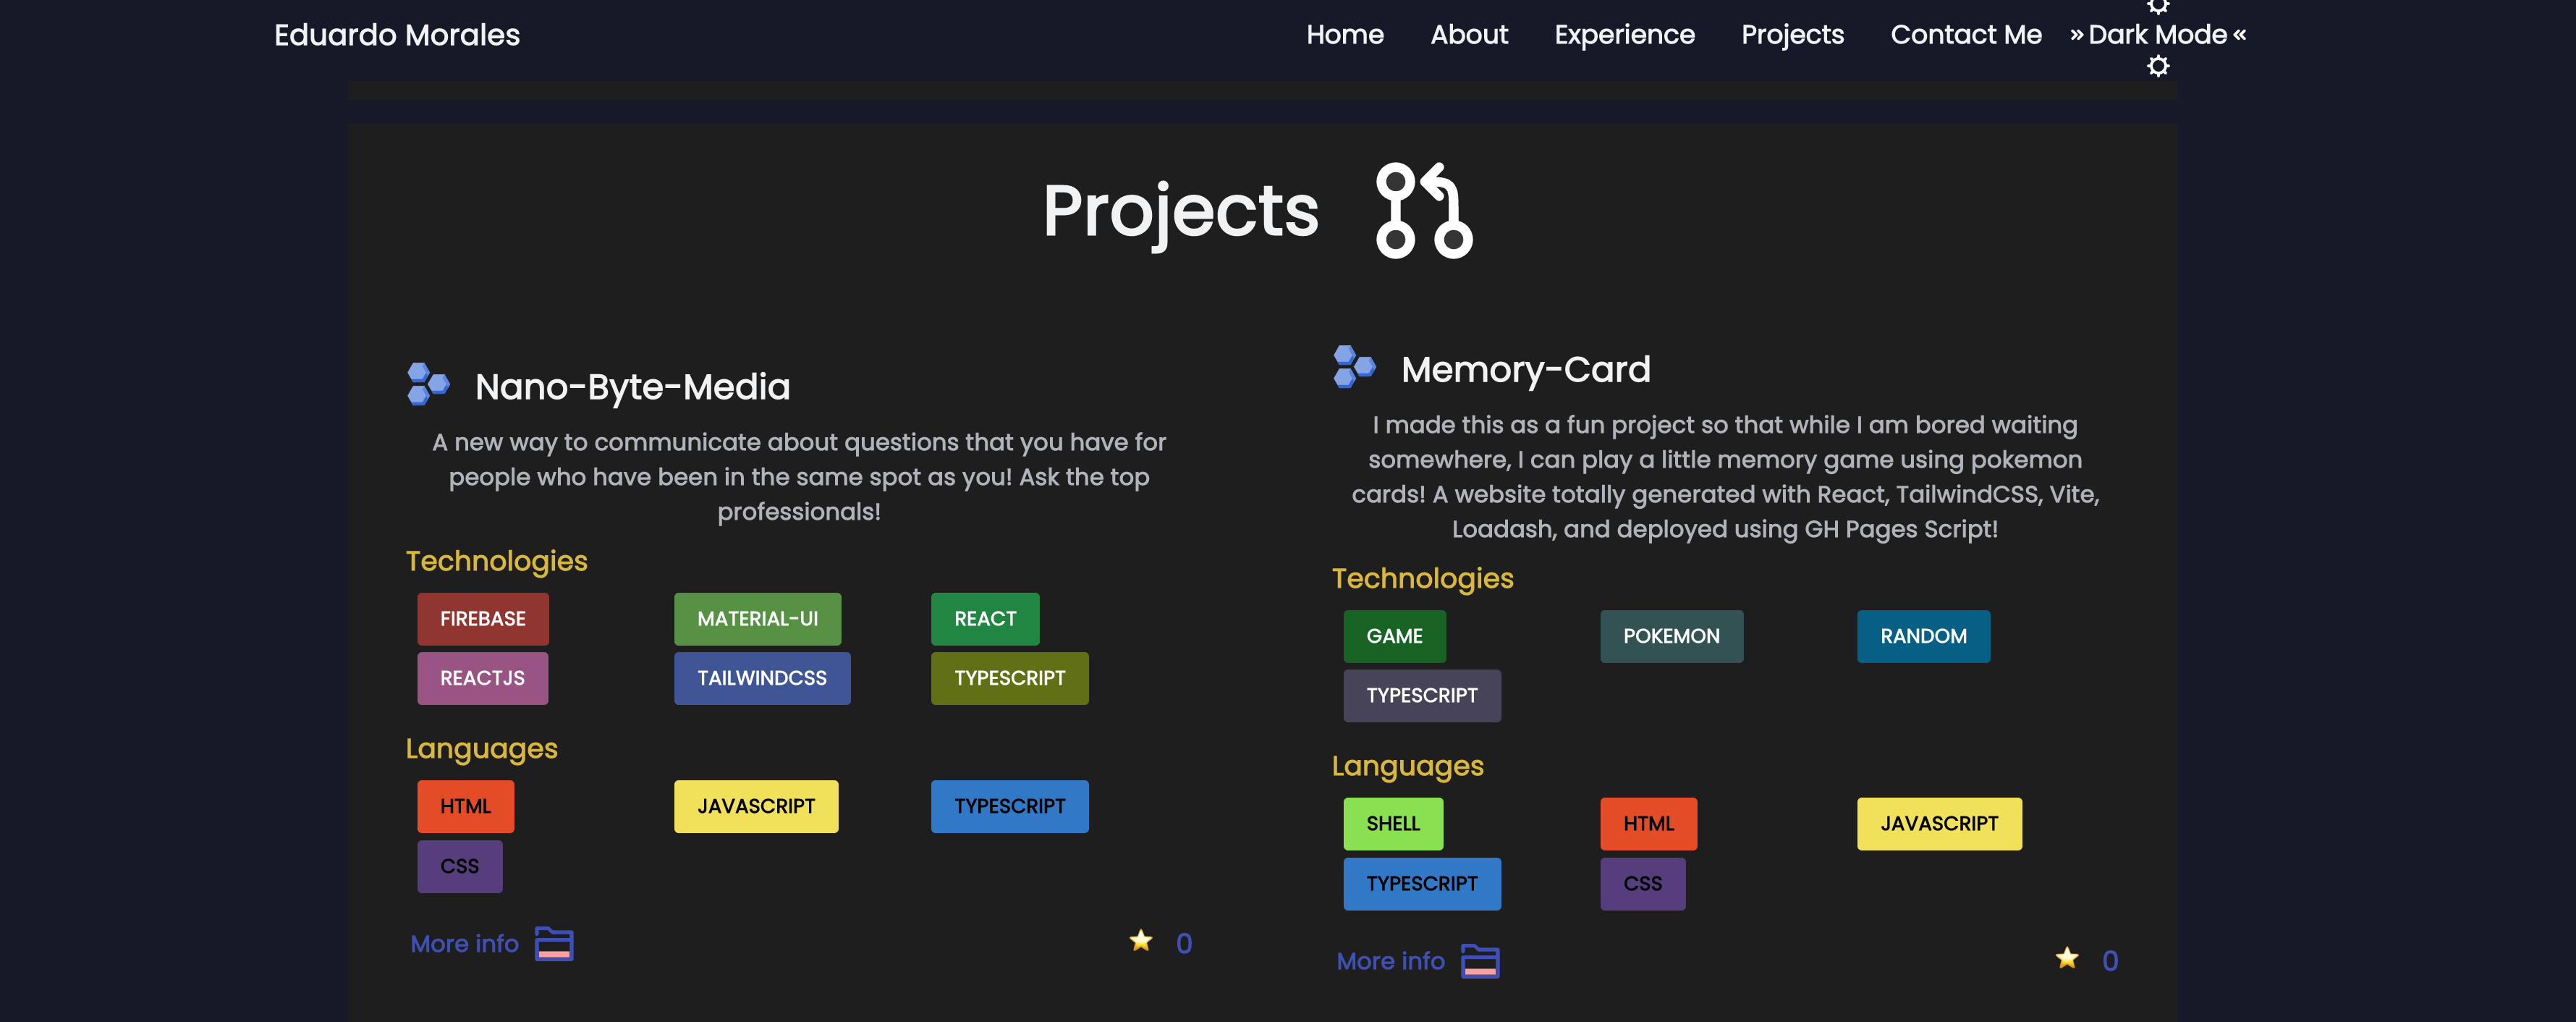 Eduardo Morales
Home About Experience Projects Contact Me » Dark Mode «
Projects
Nano-Byte-Media
A new way to communicate about questions that you have for
people who have been in the same spot as you! Ask the top
professionals!
Technologies
FIREBASE MATERIAL-UI REACT
REACTJS TAILWINDCSS TYPESCRIPT
Languages
HTML JAVASCRIPT TYPESCRIPT
CSS
More info 0
Memory-Card
I made this as a fun project so that while I am bored waiting
somewhere, I can play a little memory game using pokemon
cards! A website totally generated with React, TailwindCSS, Vite,
Loadash, and deployed using GH Pages Script!
Technologies
GAME POKEMON RANDOM
TYPESCRIPT
Languages
SHELL HTML JAVASCRIPT
TYPESCRIPT CSS
More info 0